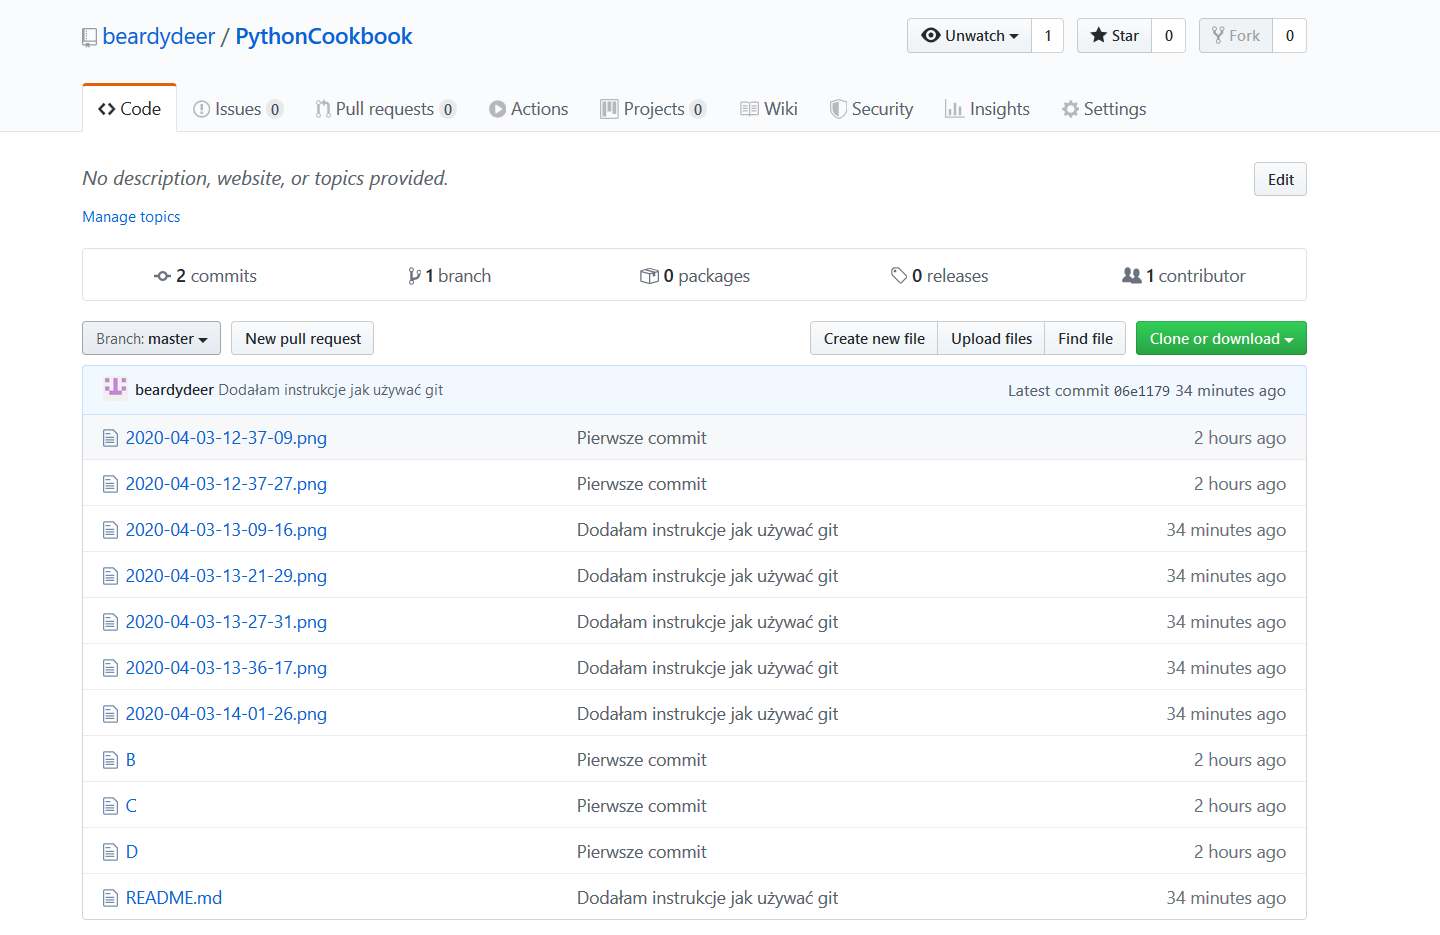 beardydeer / PythonCookbook
Unwatch 1 Star 0 Fork 0
Code Issues 0 Pull requests 0 Actions Projects 0 Wiki Security Insights Settings
No description, website, or topics provided. Edit
Manage topics
2 commits 1 branch 0 packages 0 releases 1 contributor
Branch: master New pull request Create new file Upload files Find file Clone or download
beardydeer Dodałam instrukcje jak używać git Latest commit 06e1179 34 minutes ago
2020-04-03-12-37-09.png Pierwsze commit 2 hours ago
2020-04-03-12-37-27.png Pierwsze commit 2 hours ago
2020-04-03-13-09-16.png Dodałam instrukcje jak używać git 34 minutes ago
2020-04-03-13-21-29.png Dodałam instrukcje jak używać git 34 minutes ago
2020-04-03-13-27-31.png Dodałam instrukcje jak używać git 34 minutes ago
2020-04-03-13-36-17.png Dodałam instrukcje jak używać git 34 minutes ago
2020-04-03-14-01-26.png Dodałam instrukcje jak używać git 34 minutes ago
B Pierwsze commit 2 hours ago
C Pierwsze commit 2 hours ago
D Pierwsze commit 2 hours ago
README.md Dodałam instrukcje jak używać git 34 minutes ago